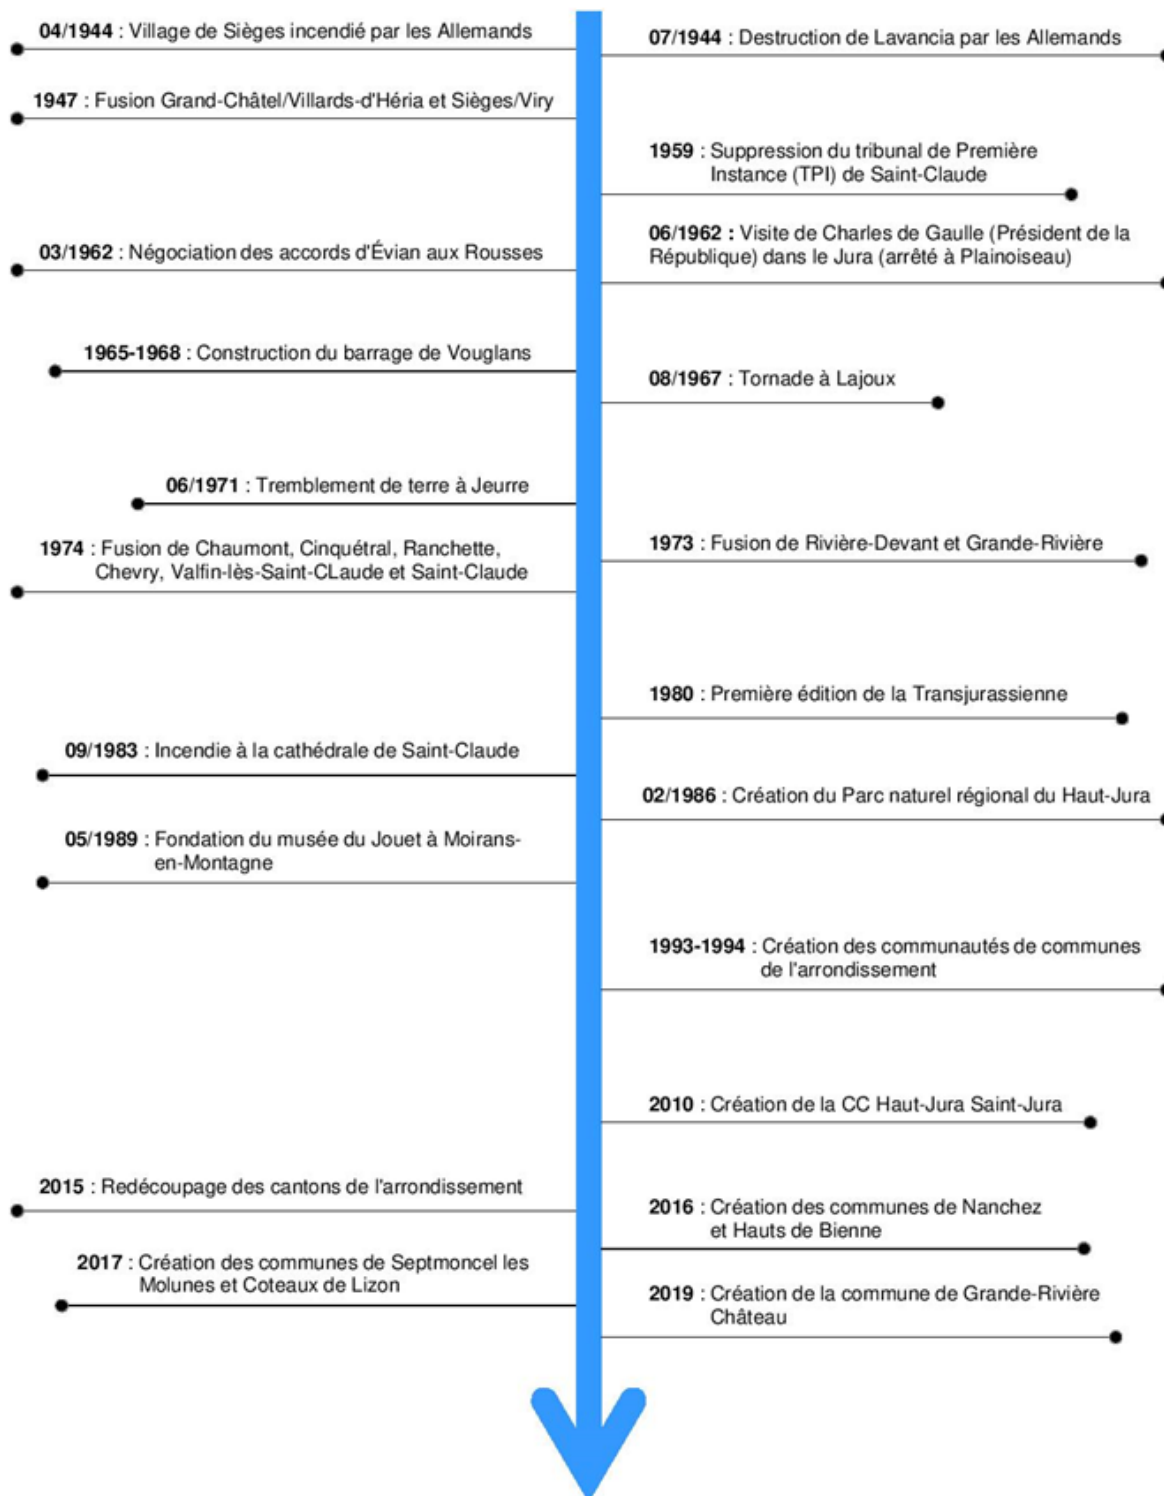 04/1944 : Village de Sièges incendié par les Allemands
07/1944 : Destruction de Lavancia par les Allemands
1947 : Fusion Grand-Châtel/Villards-d'Héria et Sièges/Viry
1959 : Suppression du tribunal de Première
Instance (TPI) de Saint-Claude
03/1962 : Négociation des accords d'Évian aux Rousses
06/1962 : Visite de Charles de Gaulle (Président de la
République) dans le Jura (arrêté à Plainoiseau)
1965-1968 : Construction du barrage de Vouglans
08/1967 : Tornade à Lajoux
06/1971 : Tremblement de terre à Jeurre
1973 : Fusion de Rivière-Devant et Grande-Rivière
1974 : Fusion de Chaumont, Cinquétral, Ranchette,
Chevry, Valfin-lès-Saint-CLaude et Saint-Claude
1980 : Première édition de la Transjurassienne
09/1983 : Incendie à la cathédrale de Saint-Claude
02/1986 : Création du Parc naturel régional du Haut-Jura
05/1989 : Fondation du musée du Jouet à Moirans-
en-Montagne
1993-1994 : Création des communautés de communes
de l'arrondissement
2010 : Création de la CC Haut-Jura Saint-Jura
2015 : Redécoupage des cantons de l'arrondissement
2016 : Création des communes de Nanchez
et Hauts de Bienne
2017 : Création des communes de Septmoncel les
Molunes et Coteaux de Lizon
2019 : Création de la commune de Grande-Rivière
Château